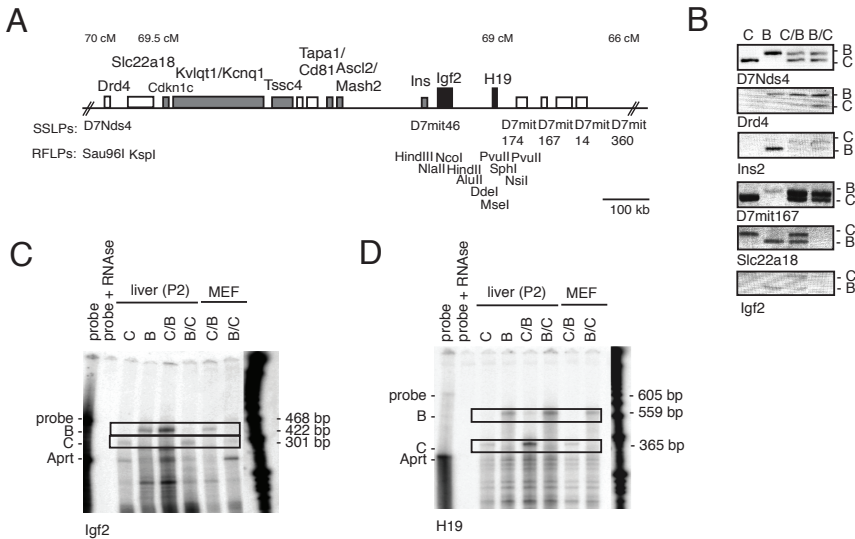 A
70 cM 69.5 cM 69 cM 66 cM
Slc22a18
Drd4
Cdkn1c
Kvlqt1/Kcnq1
Tssc4
Tapa1/
Cd81
Ascl2/
Mash2
Ins
Igf2
H19
SSLPs: D7Nds4 D7mit46 D7mit D7mit D7mit D7mit
174 167 14 360
RFLPs: Sau96I KspI
HindIII NcoI PvuII PvuII
NlaIII HindII SphI
AluII NsiI
DdeI
MseI
100 kb
B
C B C/B B/C
- B
- C
D7Nds4
- B
- C
Drd4
- C
- B
Ins2
- B
- C
D7mit167
- C
- B
Slc22a18
- C
- B
Igf2
C
probe
probe + RNAse
liver (P2) MEF
C B C/B B/C C/B B/C
probe - - 468 bp
B - - 422 bp
C - - 301 bp
Aprt -
Igf2
D
probe
probe + RNAse
liver (P2) MEF
C B C/B B/C C/B B/C
probe - - 605 bp
B - - 559 bp
C - - 365 bp
Aprt -
H19